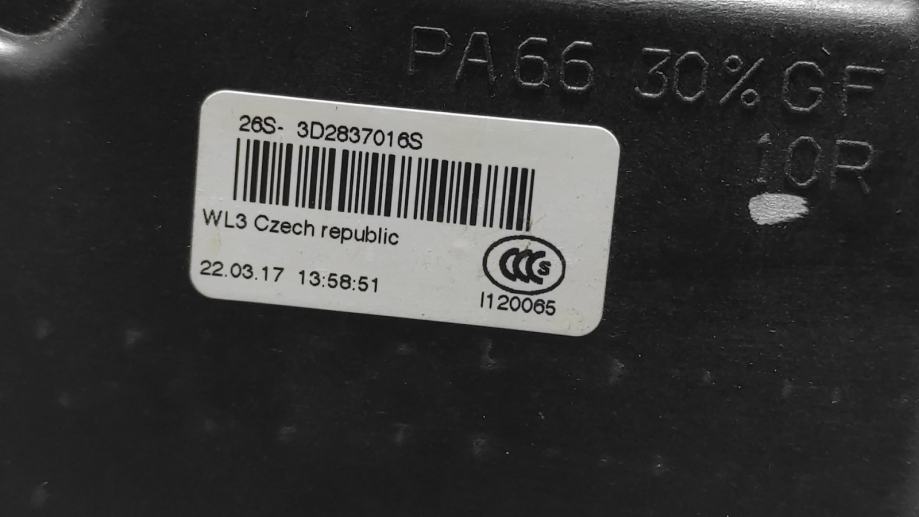 PA66 30%GF
10R
26S- 3D2837016S
WL3 Czech republic
CCC S
22.03.17 13:58:51
I120065